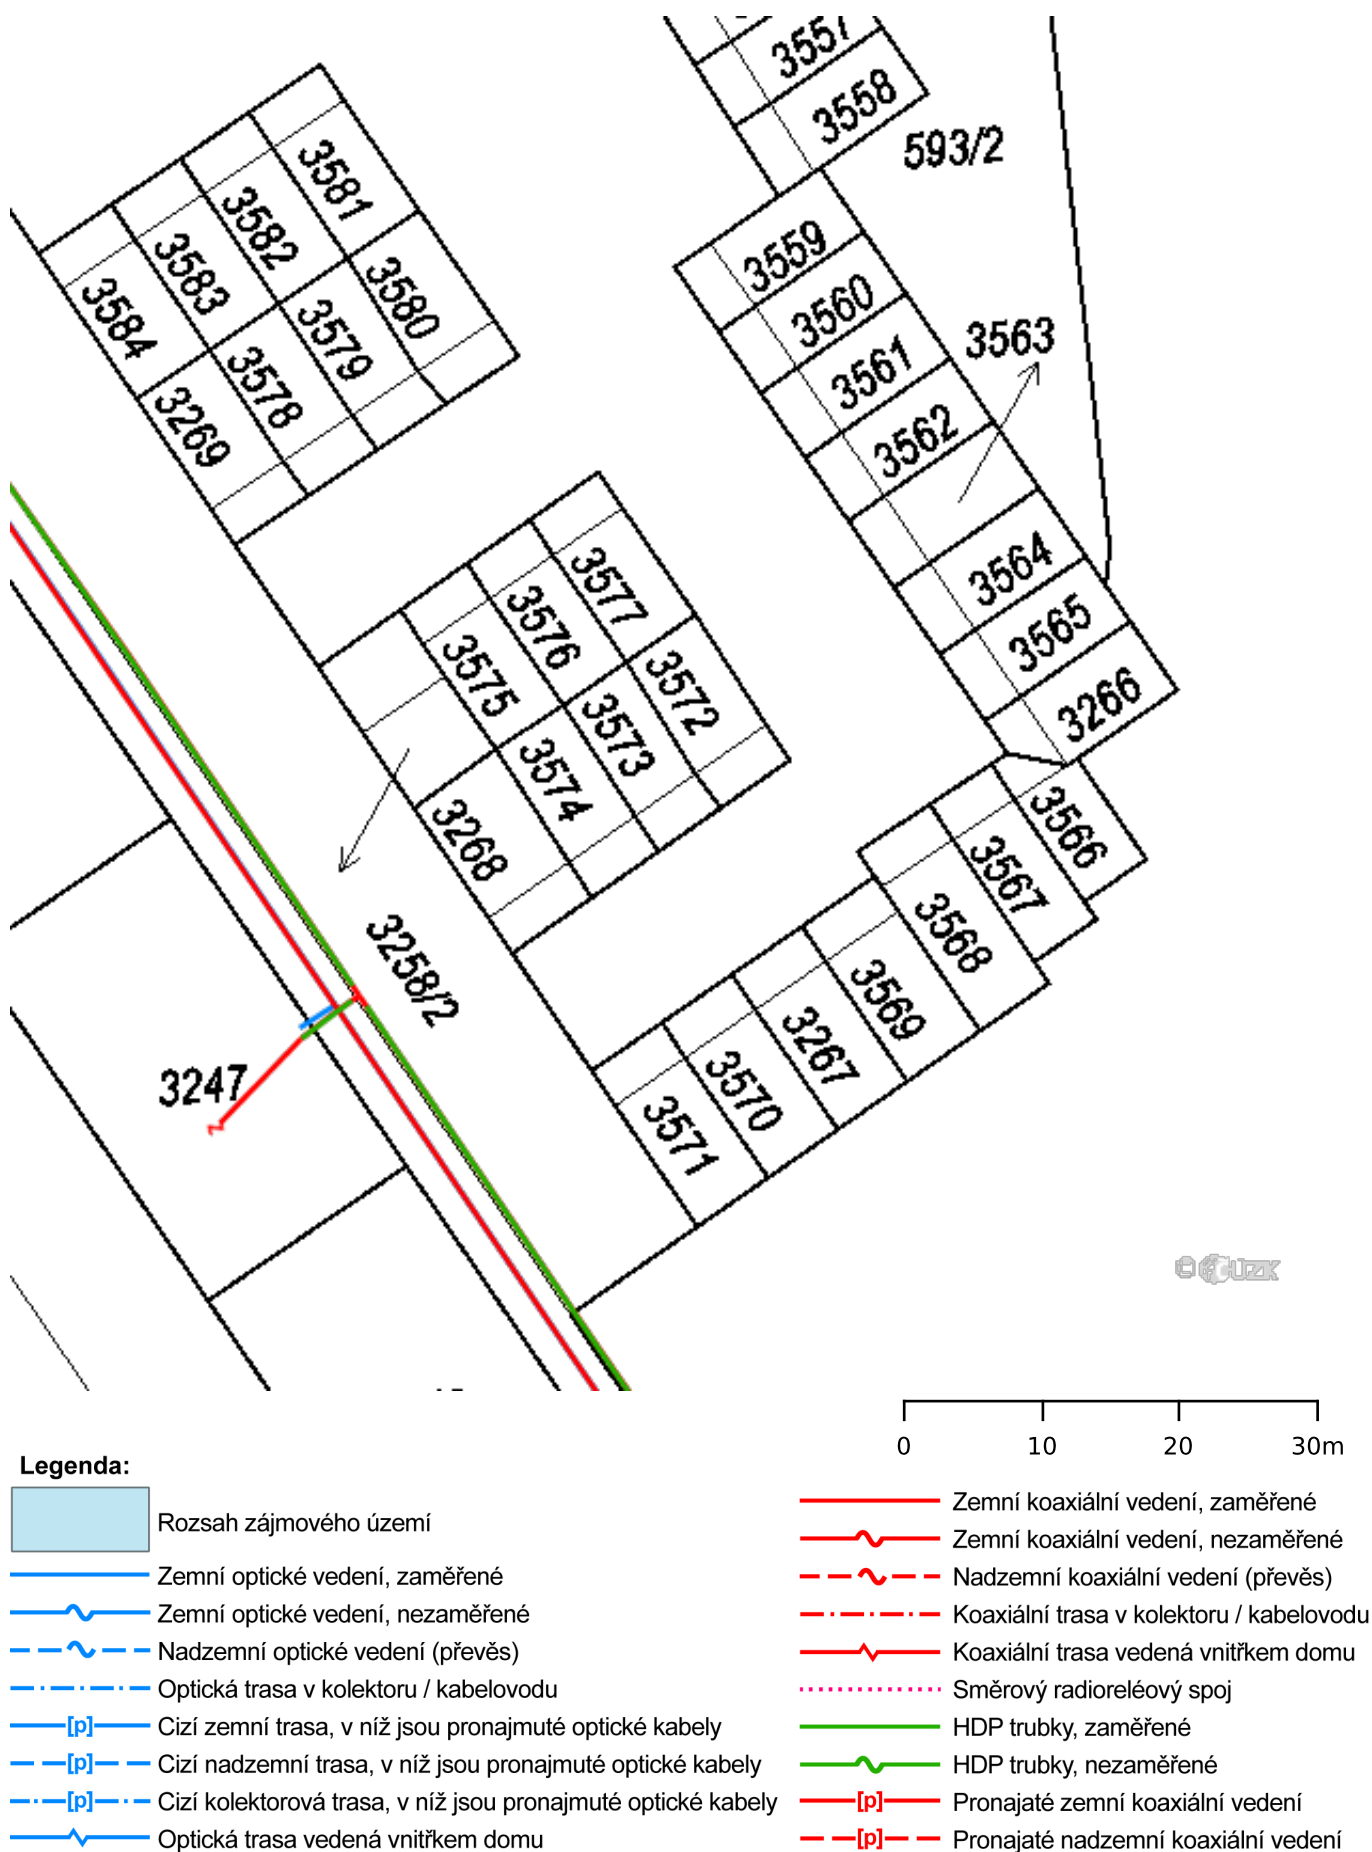 3557
3558
593/2
3581
3582
3583
3584
3559
3580
3560
3579
3563
3561
3578
3269
3562
3577
3564
3576
3565
3575
3572
3266
3573
3574
3566
3268
3567
3568
3258/2
3569
3267
3247
3570
3571
© ČÚZK
0 10 20 30m
Legenda:
Rozsah zájmového území
Zemní optické vedení, zaměřené
Zemní optické vedení, nezaměřené
Nadzemní optické vedení (převěs)
Optická trasa v kolektoru / kabelovodu
[p] Cizí zemní trasa, v níž jsou pronajmuté optické kabely
[p] Cizí nadzemní trasa, v níž jsou pronajmuté optické kabely
[p] Cizí kolektorová trasa, v níž jsou pronajmuté optické kabely
Optická trasa vedená vnitřkem domu
Zemní koaxiální vedení, zaměřené
Zemní koaxiální vedení, nezaměřené
Nadzemní koaxiální vedení (převěs)
Koaxiální trasa v kolektoru / kabelovodu
Koaxiální trasa vedená vnitřkem domu
Směrový radioreléový spoj
HDP trubky, zaměřené
HDP trubky, nezaměřené
[p] Pronajaté zemní koaxiální vedení
[p] Pronajaté nadzemní koaxiální vedení